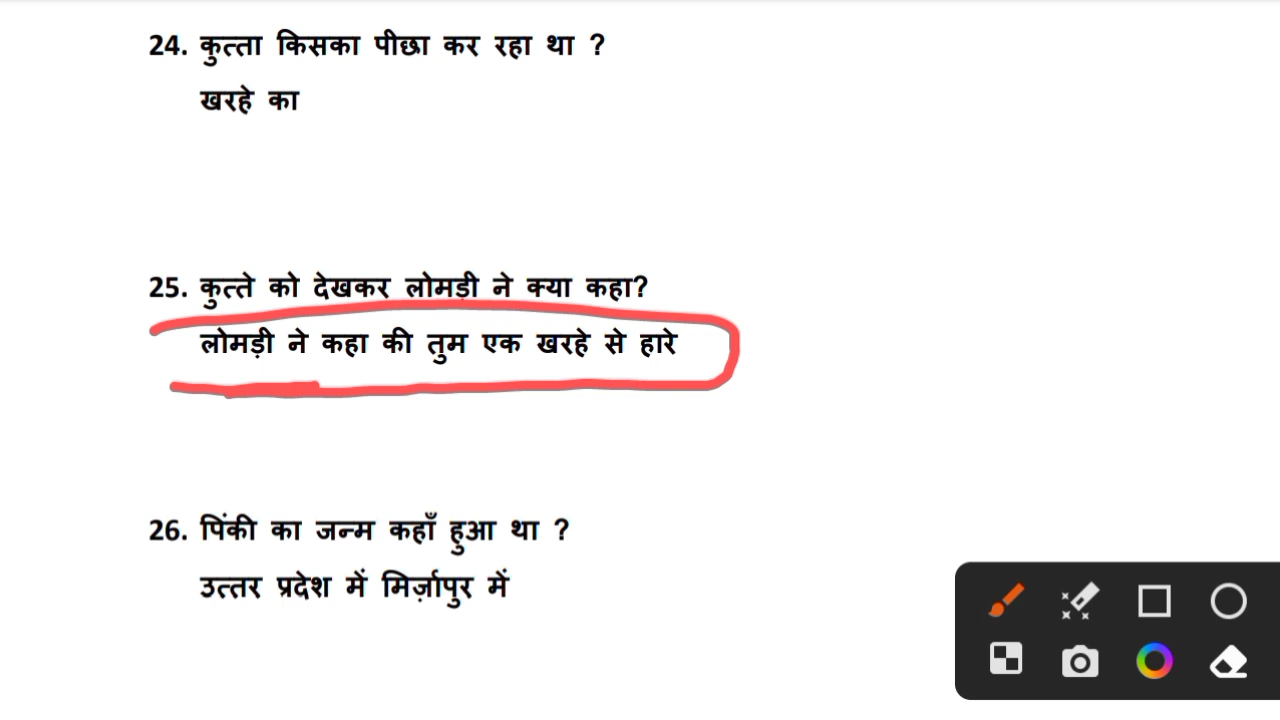 24. कुत्ता किसका पीछा कर रहा था ?
खरहे का
25. कुत्ते को देखकर लोमड़ी ने क्या कहा?
लोमड़ी ने कहा की तुम एक खरहे से हारे
26. पिंकी का जन्म कहाँ हुआ था ?
उत्तर प्रदेश में मिर्ज़ापुर में